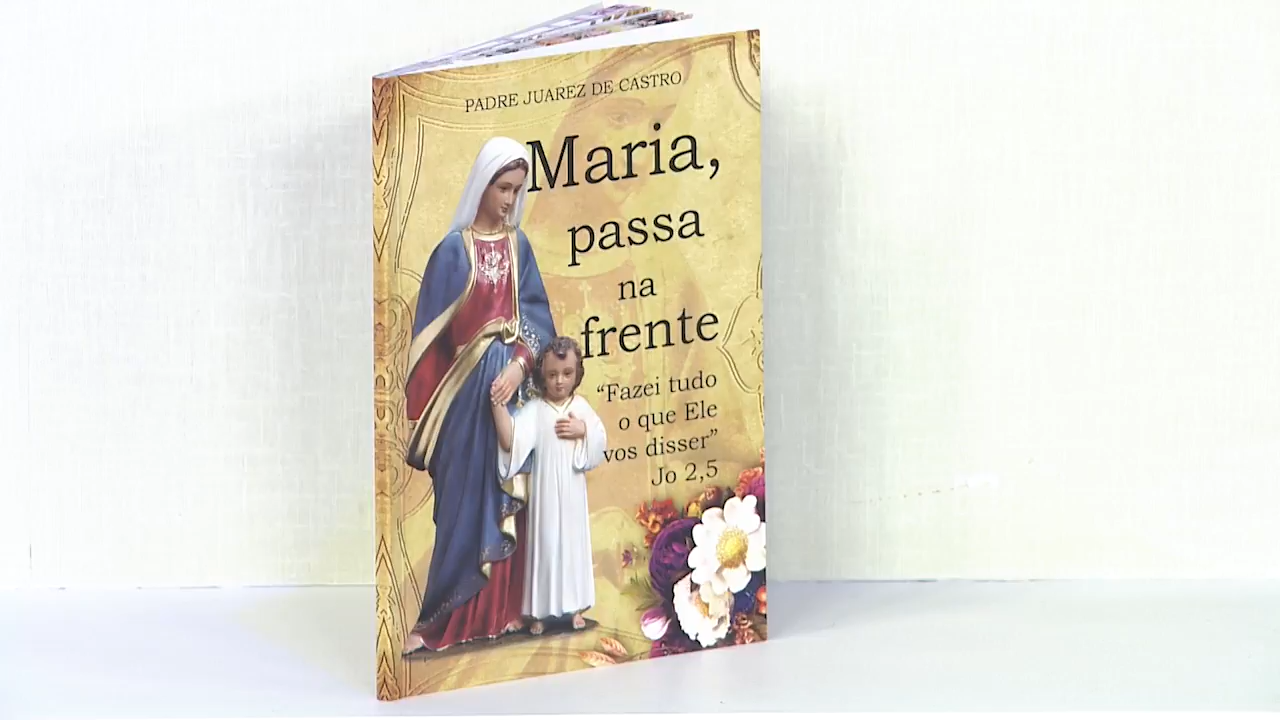 PADRE JUAREZ DE CASTRO
Maria,
passa
na
frente
“Fazei tudo
o que Ele
vos disser”
Jo 2,5